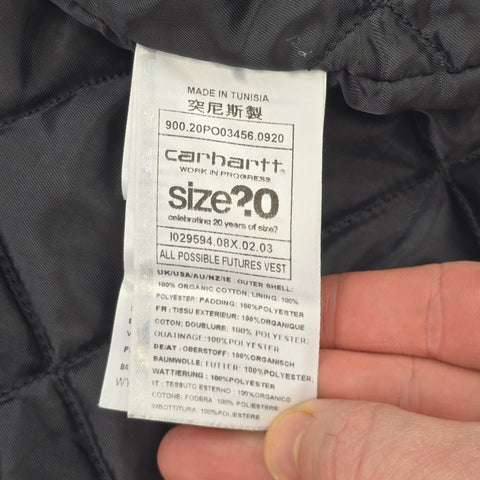 MADE IN TUNISIA
突尼斯製
900.20PO03456.0920
carhartt®
WORK IN PROGRESS
size?20
celebrating 20 years of size?
I029594.08X.02.03
ALL POSSIBLE FUTURES VEST
UK/USA/AU/NZ/IE OUTER SHELL:
100% ORGANIC COTTON; LINING: 100%
POLYESTER; PADDING: 100%POLYESTER
FR : TISSU EXTERIEUR : 100%ORGANIQUE
COTON; DOUBLURE: 100% POLYESTER
OUATINAGE: 100%POLYESTER
DE/AT : OBERSTOFF: 100%ORGANISCH
BAUMWOLLE; FUTTER: 100% POLYESTER
WATTIERUNG : 100%POLYESTER
IT : TESSUTO ESTERNO : 100%ORGANICO
COTONE; FODERA 100% POLIESTERE
IMBOTTITURA: 100%POLIESTERE